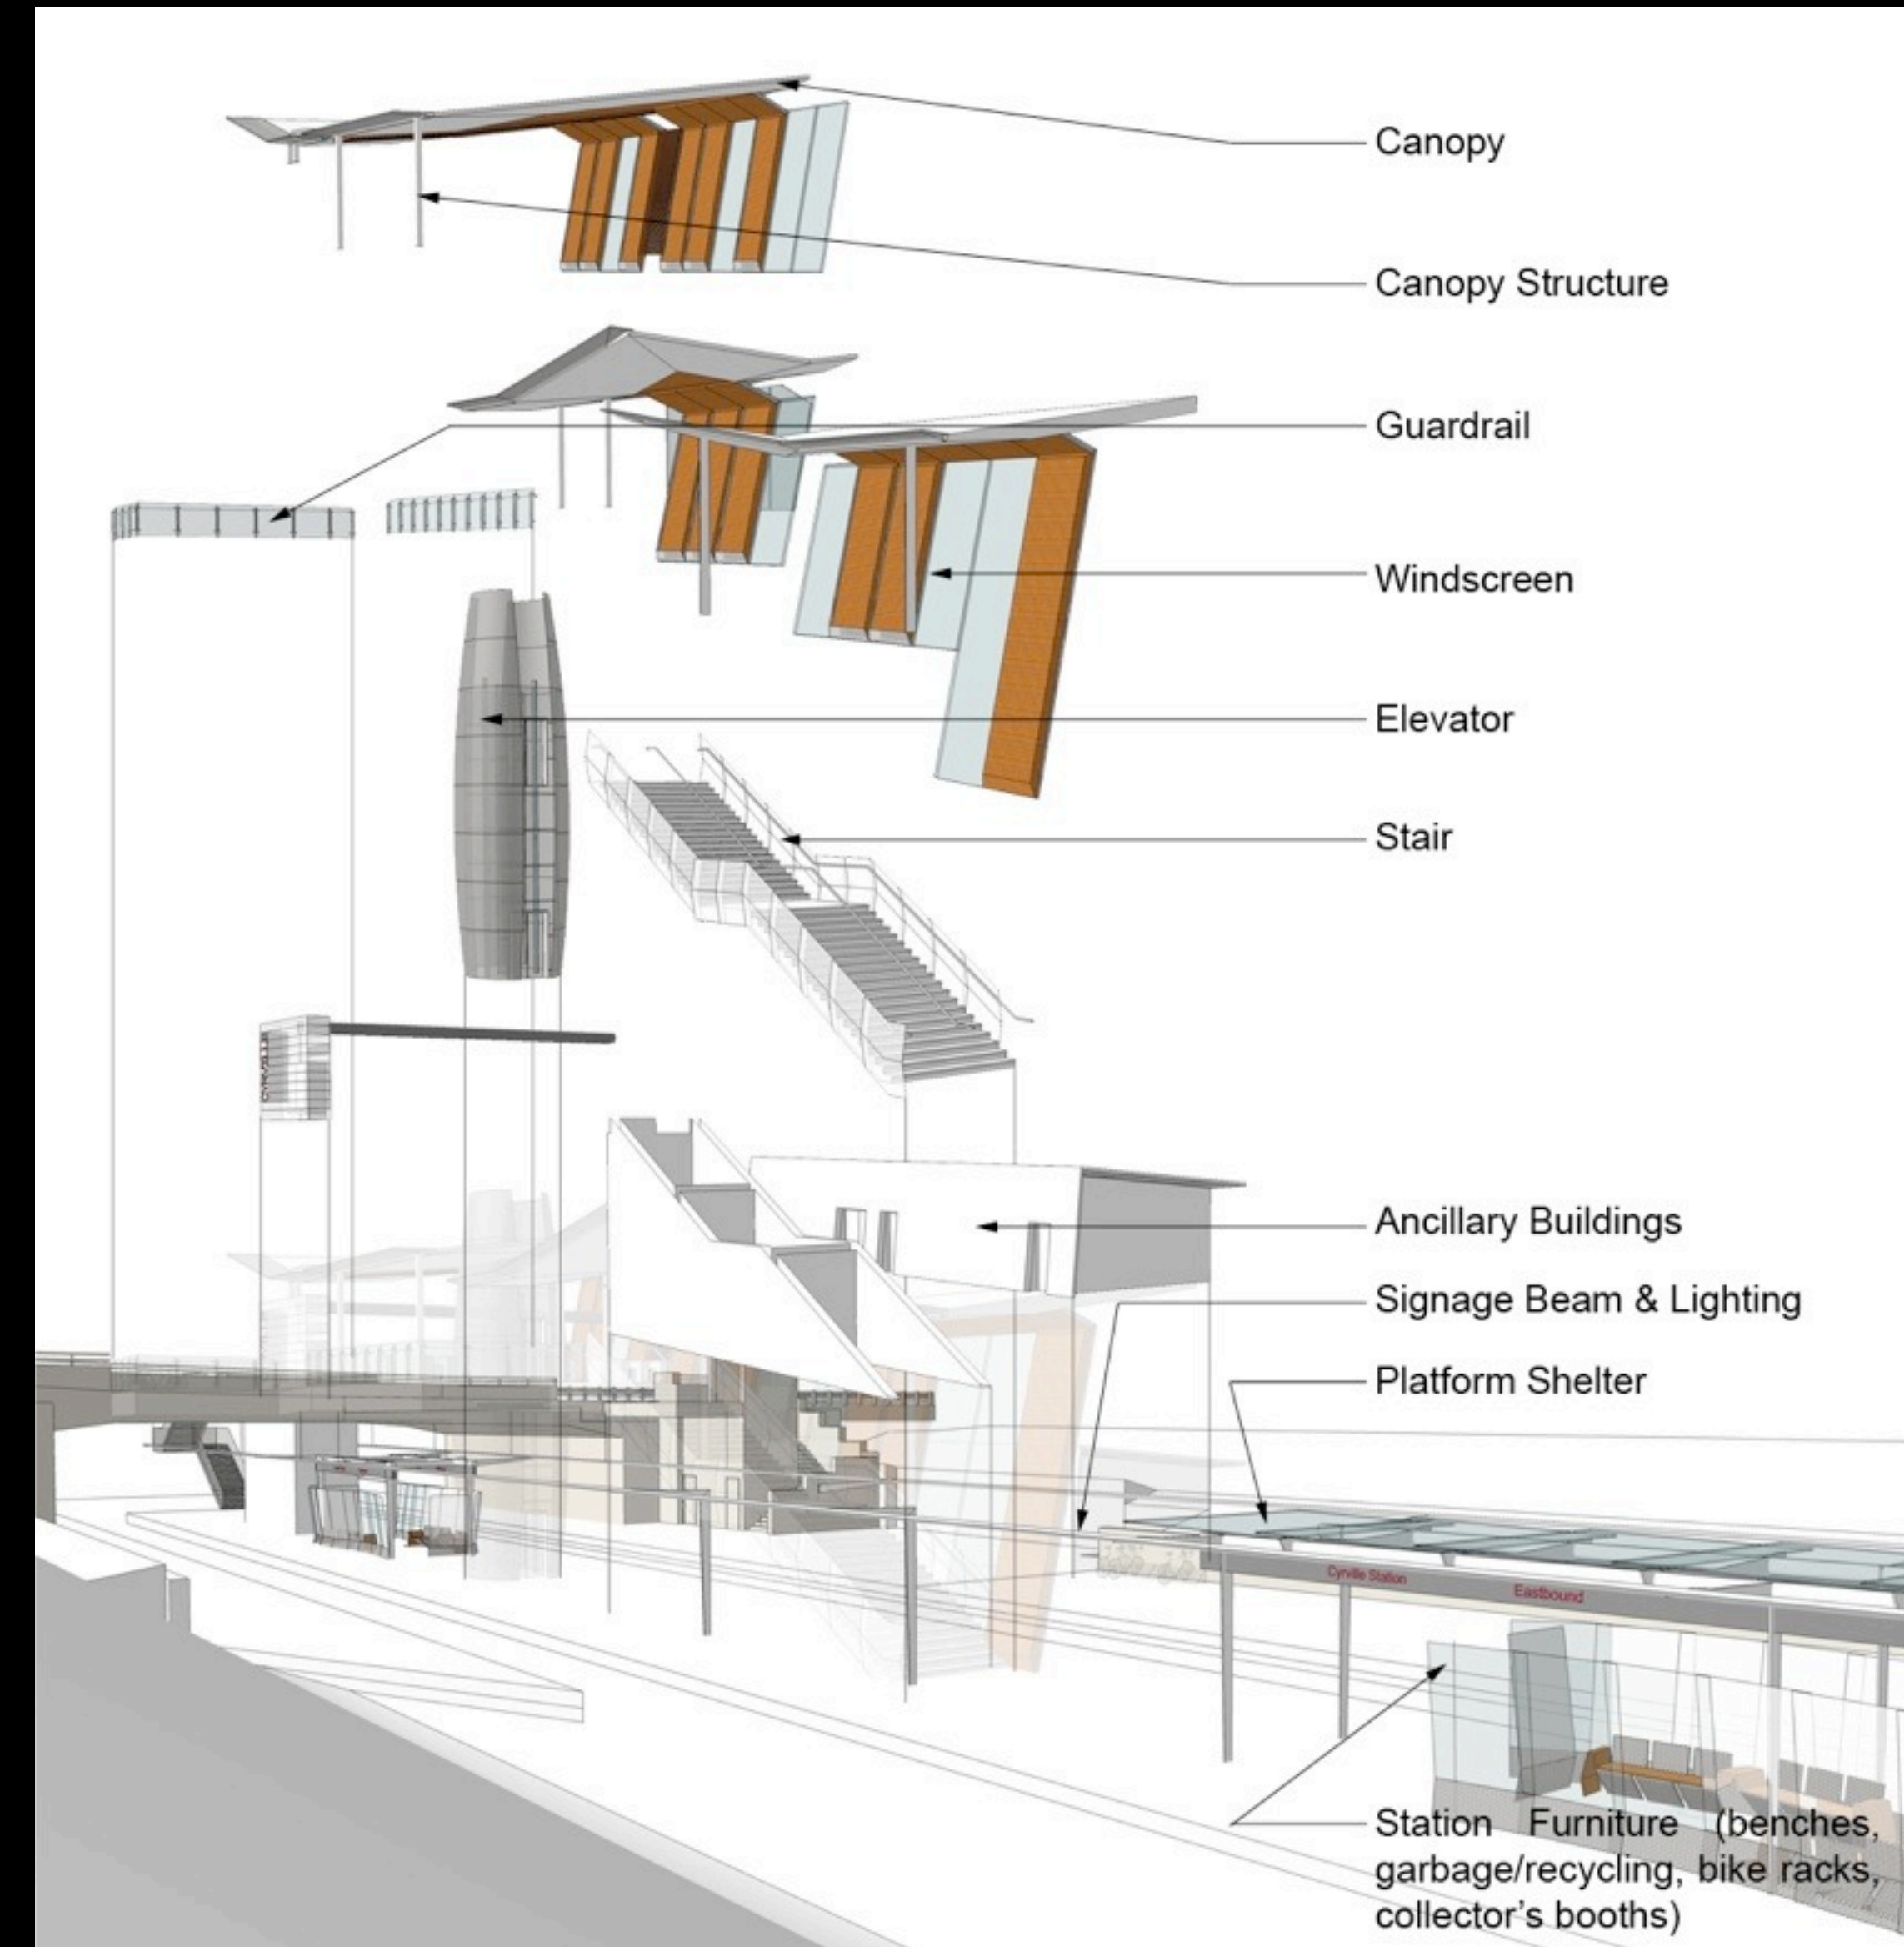 Canopy
Canopy Structure
Guardrail
Windscreen
Elevator
Stair
CYRVILLE
Ancillary Buildings
Signage Beam & Lighting
Platform Shelter
Cyrville Station
Eastbound
Station Furniture (benches,
garbage/recycling, bike racks,
collector's booths)